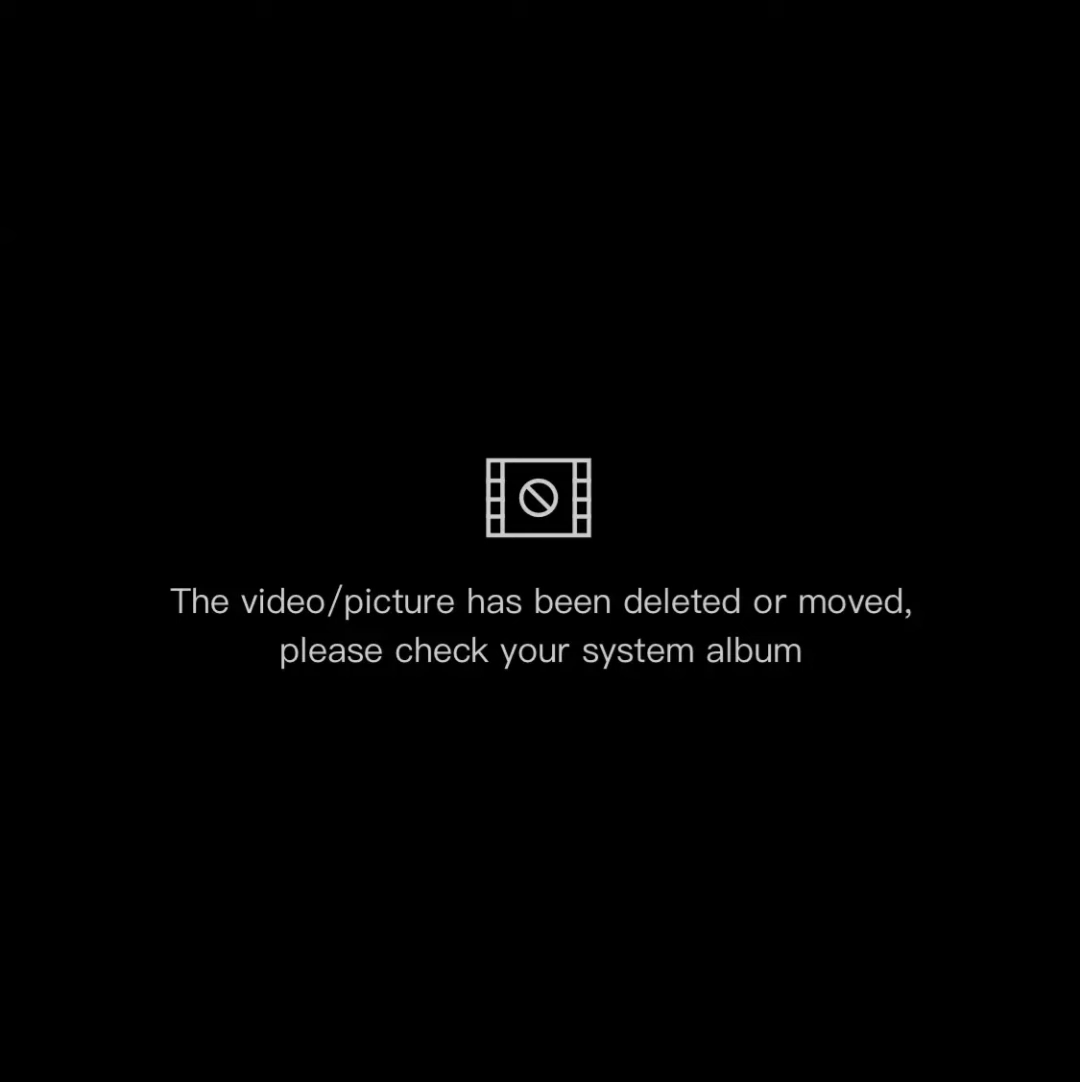 The video/picture has been deleted or moved,
please check your system album